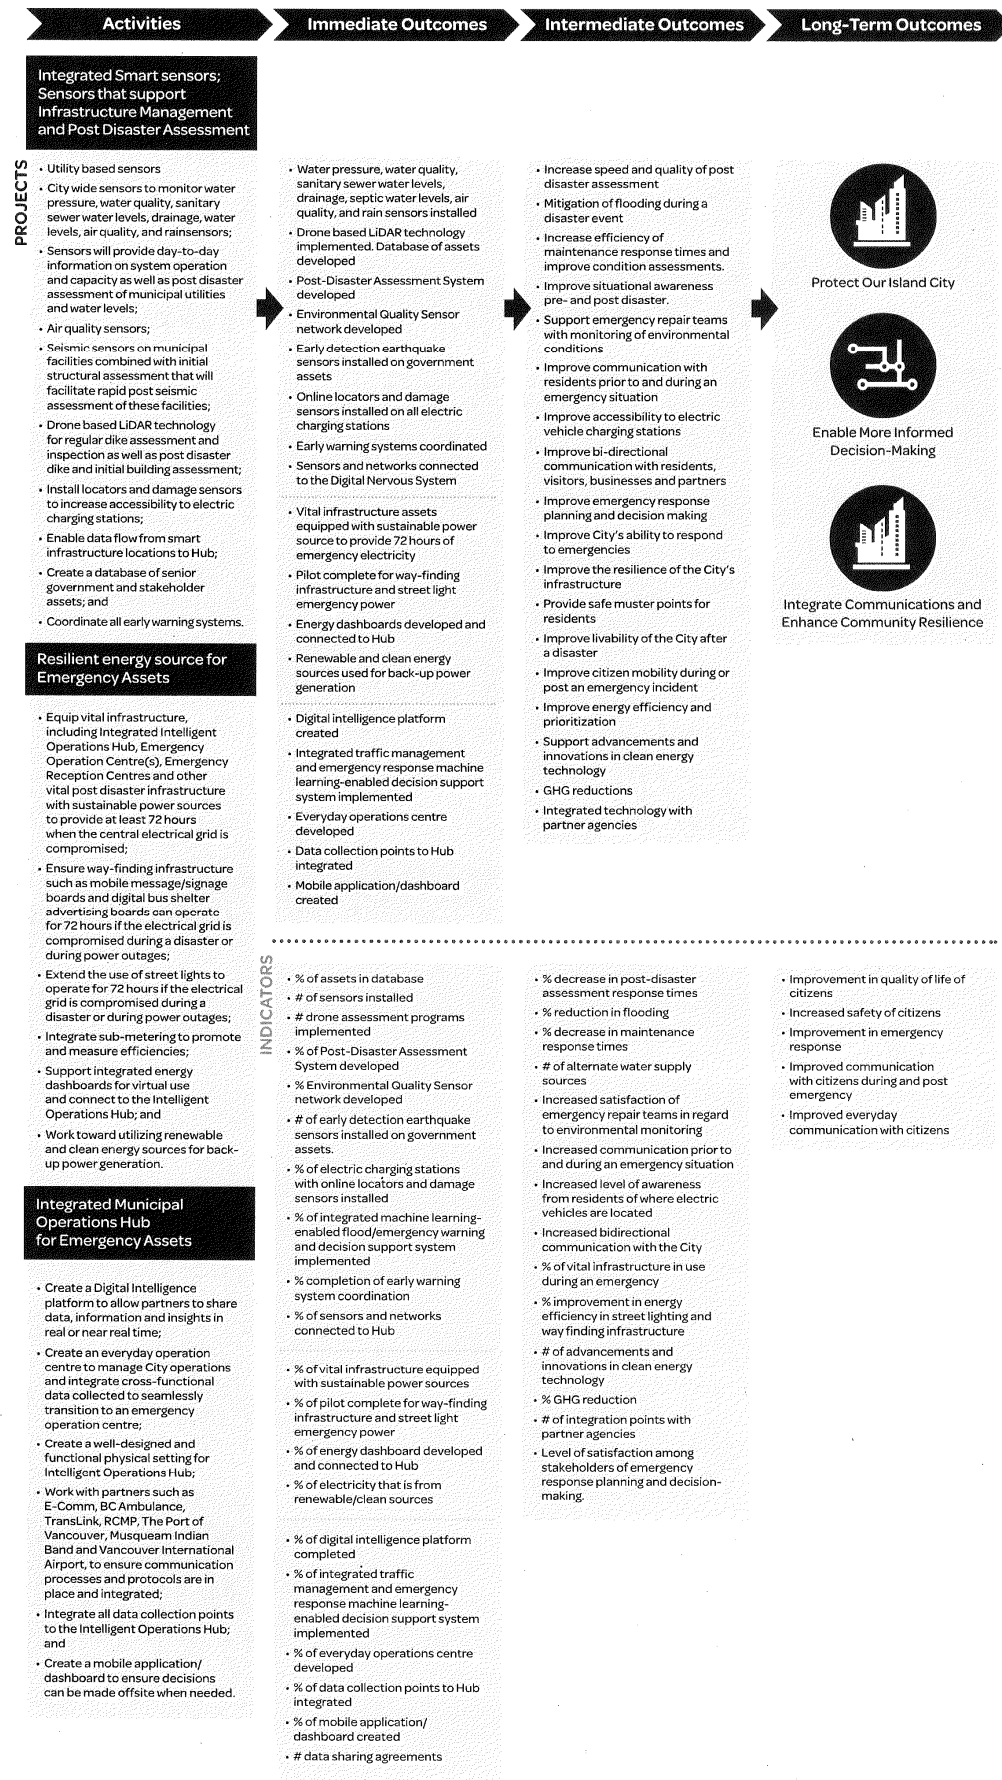 Activities
Immediate Outcomes
Intermediate Outcomes
Long-Term Outcomes
PROJECTS
Integrated Smart sensors;
Sensors that support
Infrastructure Management
and Post Disaster Assessment
• Utility based sensors
• City wide sensors to monitor water
pressure, water quality, sanitary
sewer water levels, drainage, water
levels, air quality, and rainsensors;
• Sensors will provide day-to-day
information on system operation
and capacity as well as post disaster
assessment of municipal utilities
and water levels;
• Air quality sensors;
• Seismic sensors on municipal
facilities combined with initial
structural assessment that will
facilitate rapid post seismic
assessment of these facilities;
• Drone based LiDAR technology
for regular dike assessment and
inspection as well as post disaster
dike and initial building assessment;
• Install locators and damage sensors
to increase accessibility to electric
charging stations;
• Enable data flow from smart
infrastructure locations to Hub;
• Create a database of senior
government and stakeholder
assets; and
• Coordinate all early warning systems.
Resilient energy source for
Emergency Assets
• Equip vital infrastructure,
including Integrated Intelligent
Operations Hub, Emergency
Operation Centre(s), Emergency
Reception Centres and other
vital post disaster infrastructure
with sustainable power sources
to provide at least 72 hours
when the central electrical grid is
compromised;
• Ensure way-finding infrastructure
such as mobile message/signage
boards and digital bus shelter
advertising boards can operate
for 72 hours if the electrical grid is
compromised during a disaster or
during power outages;
• Extend the use of street lights to
operate for 72 hours if the electrical
grid is compromised during a
disaster or during power outages;
• Integrate sub-metering to promote
and measure efficiencies;
• Support integrated energy
dashboards for virtual use
and connect to the Intelligent
Operations Hub; and
• Work toward utilizing renewable
and clean energy sources for back-
up power generation.
Integrated Municipal
Operations Hub
for Emergency Assets
• Create a Digital Intelligence
platform to allow partners to share
data, information and insights in
real or near real time;
• Create an everyday operation
centre to manage City operations
and integrate cross-functional
data collected to seamlessly
transition to an emergency
operation centre;
• Create a well-designed and
functional physical setting for
Intelligent Operations Hub;
• Work with partners such as
E-Comm, BC Ambulance,
TransLink, RCMP, The Port of
Vancouver, Musqueam Indian
Band and Vancouver International
Airport, to ensure communication
processes and protocols are in
place and integrated;
• Integrate all data collection points
to the Intelligent Operations Hub;
and
• Create a mobile application/
dashboard to ensure decisions
can be made offsite when needed.
• Water pressure, water quality,
sanitary sewer water levels,
drainage, septic water levels, air
quality, and rain sensors installed
• Drone based LiDAR technology
implemented. Database of assets
developed
• Post-Disaster Assessment System
developed
• Environmental Quality Sensor
network developed
• Early detection earthquake
sensors installed on government
assets
• Online locators and damage
sensors installed on all electric
charging stations
• Early warning systems coordinated
• Sensors and networks connected
to the Digital Nervous System
• Vital infrastructure assets
equipped with sustainable power
source to provide 72 hours of
emergency electricity
• Pilot complete for way-finding
infrastructure and street light
emergency power
• Energy dashboards developed and
connected to Hub
• Renewable and clean energy
sources used for back-up power
generation
• Digital intelligence platform
created
• Integrated traffic management
and emergency response machine
learning-enabled decision support
system implemented
• Everyday operations centre
developed
• Data collection points to Hub
integrated
• Mobile application/dashboard
created
• Increase speed and quality of post
disaster assessment
• Mitigation of flooding during a
disaster event
• Increase efficiency of
maintenance response times and
improve condition assessments.
• Improve situational awareness
pre- and post disaster.
• Support emergency repair teams
with monitoring of environmental
conditions
• Improve communication with
residents prior to and during an
emergency situation
• Improve accessibility to electric
vehicle charging stations
• Improve bi-directional
communication with residents,
visitors, businesses and partners
• Improve emergency response
planning and decision making
• Improve City's ability to respond
to emergencies
• Improve the resilience of the City's
infrastructure
• Provide safe muster points for
residents
• Improve livability of the City after
a disaster
• Improve citizen mobility during or
post an emergency incident
• Improve energy efficiency and
prioritization
• Support advancements and
innovations in clean energy
technology
• GHG reductions
• Integrated technology with
partner agencies
Protect Our Island City
Enable More Informed
Decision-Making
Integrate Communications and
Enhance Community Resilience
INDICATORS
• % of assets in database
• # of sensors installed
• # drone assessment programs
implemented
• % of Post-Disaster Assessment
System developed
• % Environmental Quality Sensor
network developed
• # of early detection earthquake
sensors installed on government
assets.
• % of electric charging stations
with online locators and damage
sensors installed
• % of integrated machine learning-
enabled flood/emergency warning
and decision support system
implemented
• % completion of early warning
system coordination
• % of sensors and networks
connected to Hub
• % of vital infrastructure equipped
with sustainable power sources
• % of pilot complete for way-finding
infrastructure and street light
emergency power
• % of energy dashboard developed
and connected to Hub
• % of electricity that is from
renewable/clean sources
• % of digital intelligence platform
completed
• % of integrated traffic
management and emergency
response machine learning-
enabled decision support system
implemented
• % of everyday operations centre
developed
• % of data collection points to Hub
integrated
• % of mobile application/
dashboard created
• # data sharing agreements
• % decrease in post-disaster
assessment response times
• % reduction in flooding
• % decrease in maintenance
response times
• # of alternate water supply
sources
• Increased satisfaction of
emergency repair teams in regard
to environmental monitoring
• Increased communication prior to
and during an emergency situation
• Increased level of awareness
from residents of where electric
vehicles are located
• Increased bidirectional
communication with the City
• % of vital infrastructure in use
during an emergency
• % improvement in energy
efficiency in street lighting and
way finding infrastructure
• # of advancements and
innovations in clean energy
technology
• % GHG reduction
• # of integration points with
partner agencies
• Level of satisfaction among
stakeholders of emergency
response planning and decision-
making.
• Improvement in quality of life of
citizens
• Increased safety of citizens
• Improvement in emergency
response
• Improved communication
with citizens during and post
emergency
• Improved everyday
communication with citizens